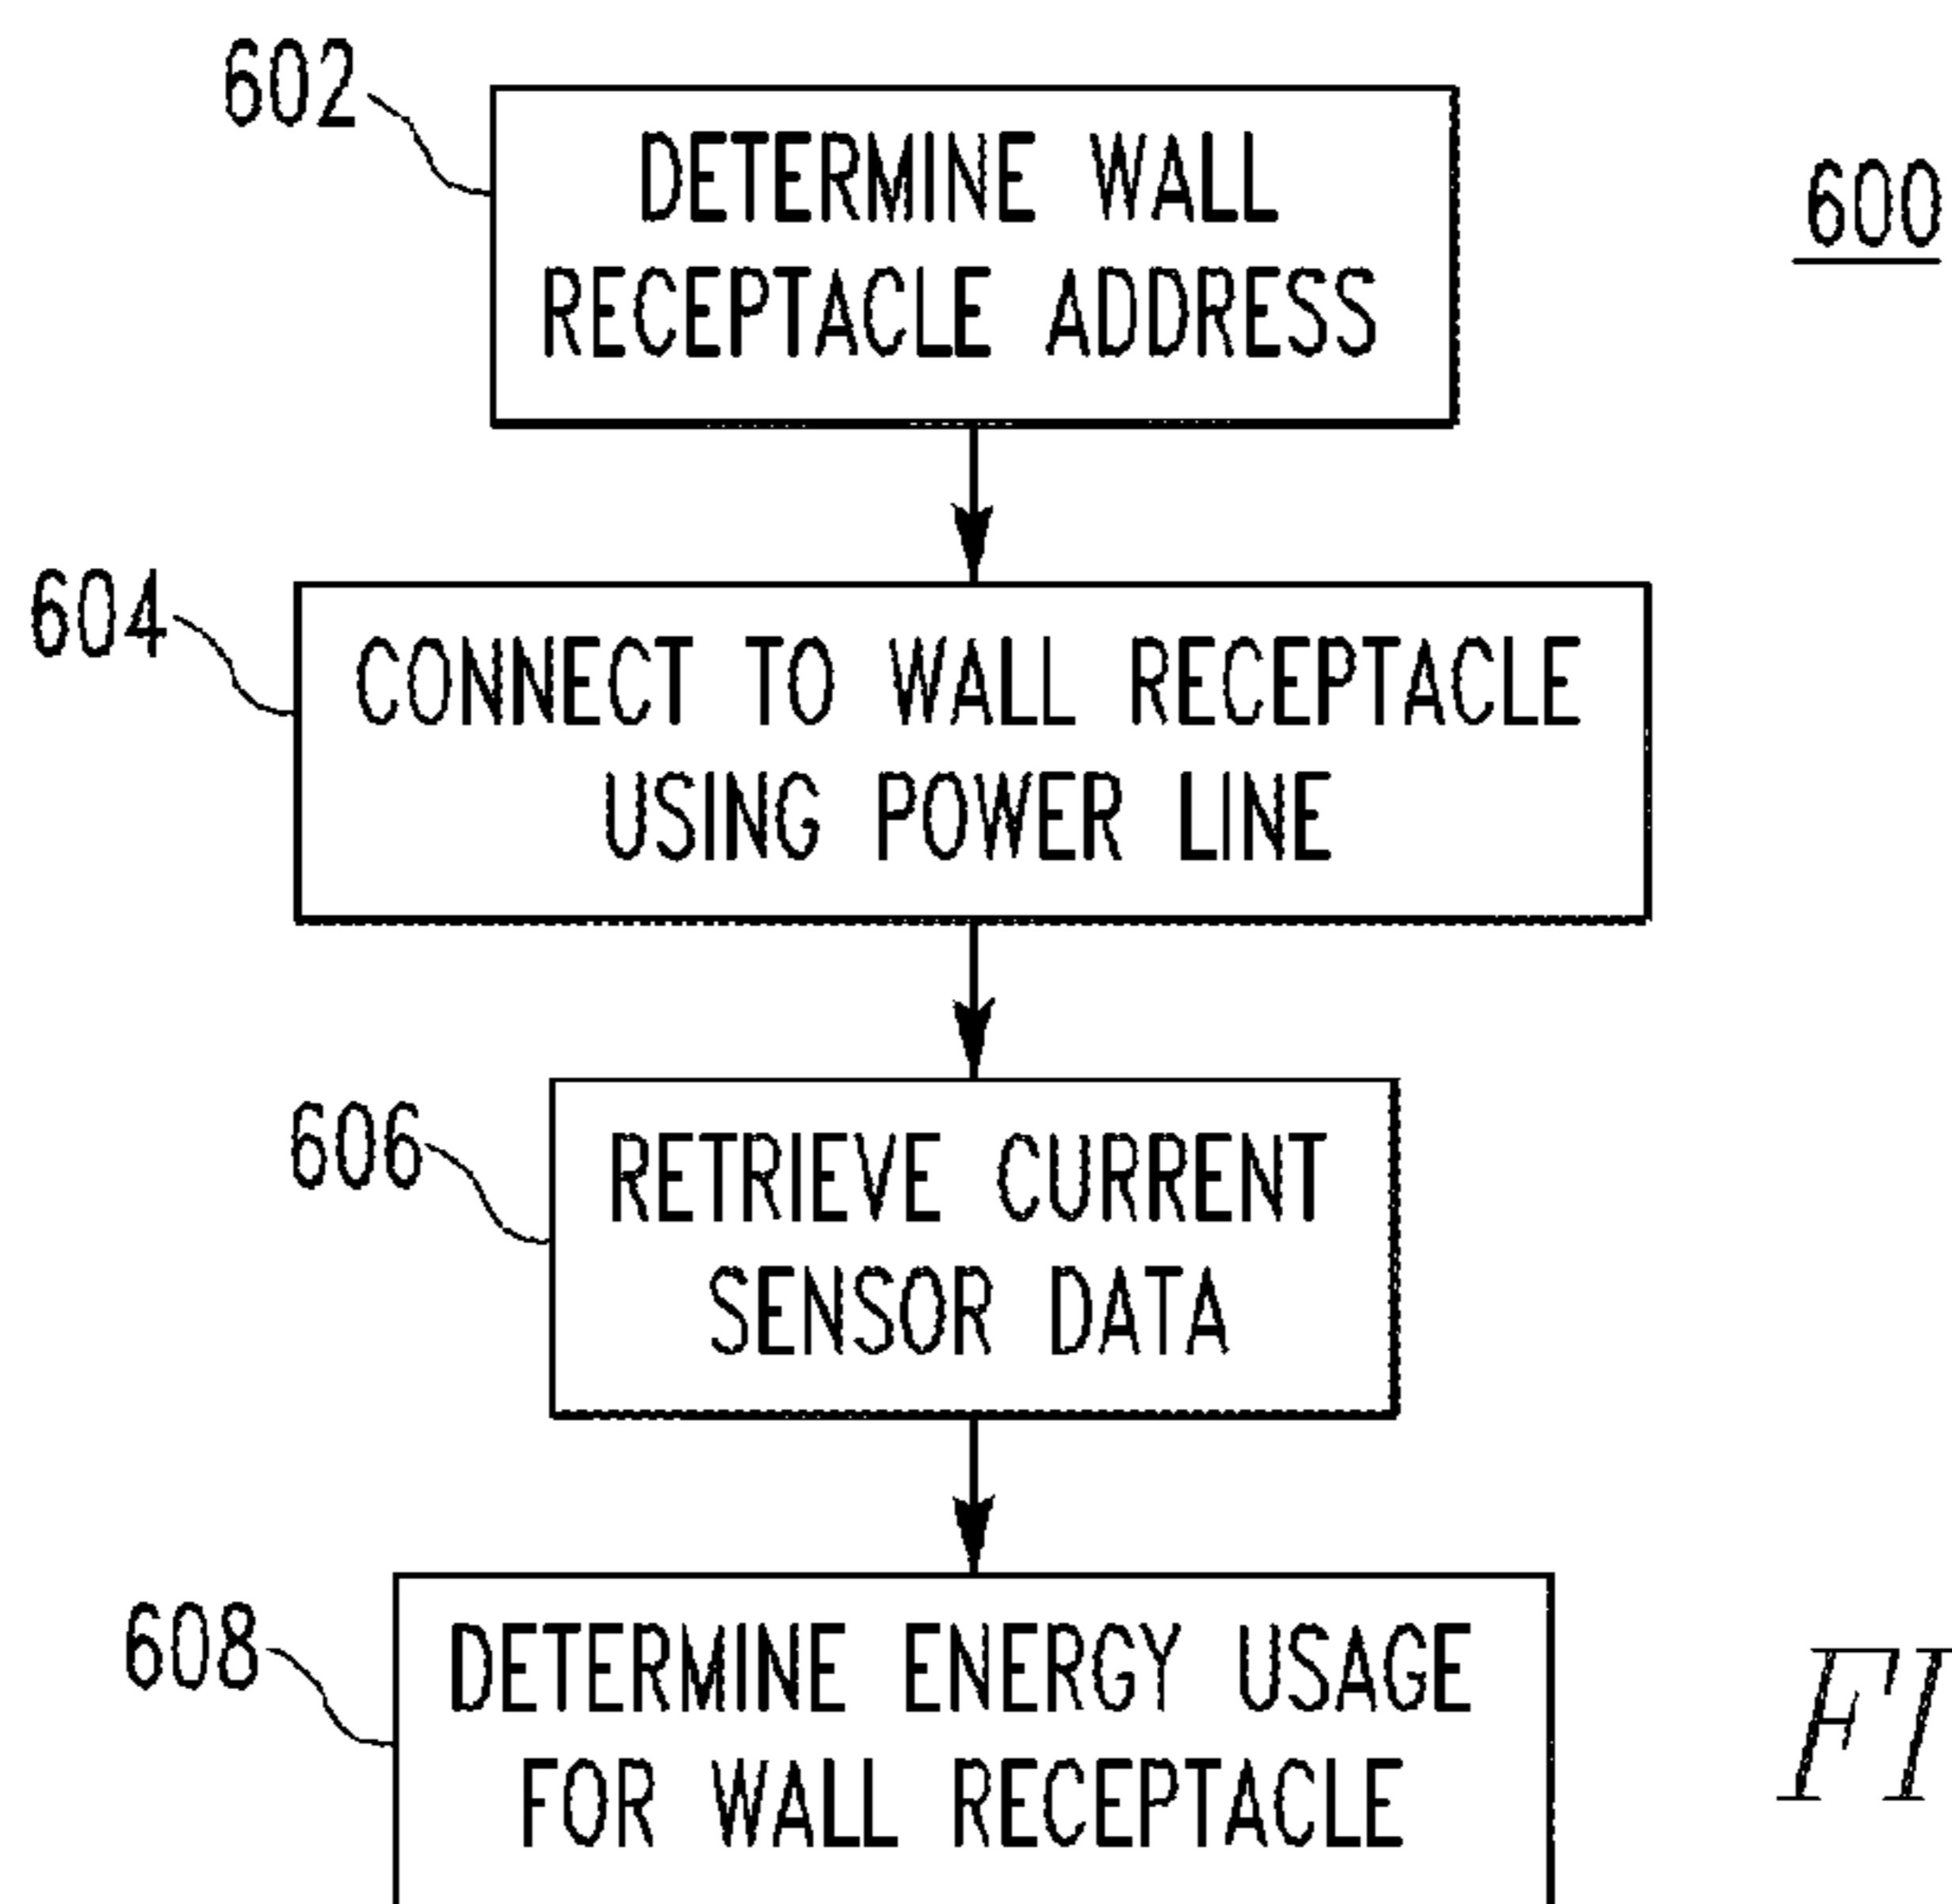 602
DETERMINE WALL
RECEPTACLE ADDRESS
600
604
CONNECT TO WALL RECEPTACLE
USING POWER LINE
606
RETRIEVE CURRENT
SENSOR DATA
608
DETERMINE ENERGY USAGE
FOR WALL RECEPTACLE
FI